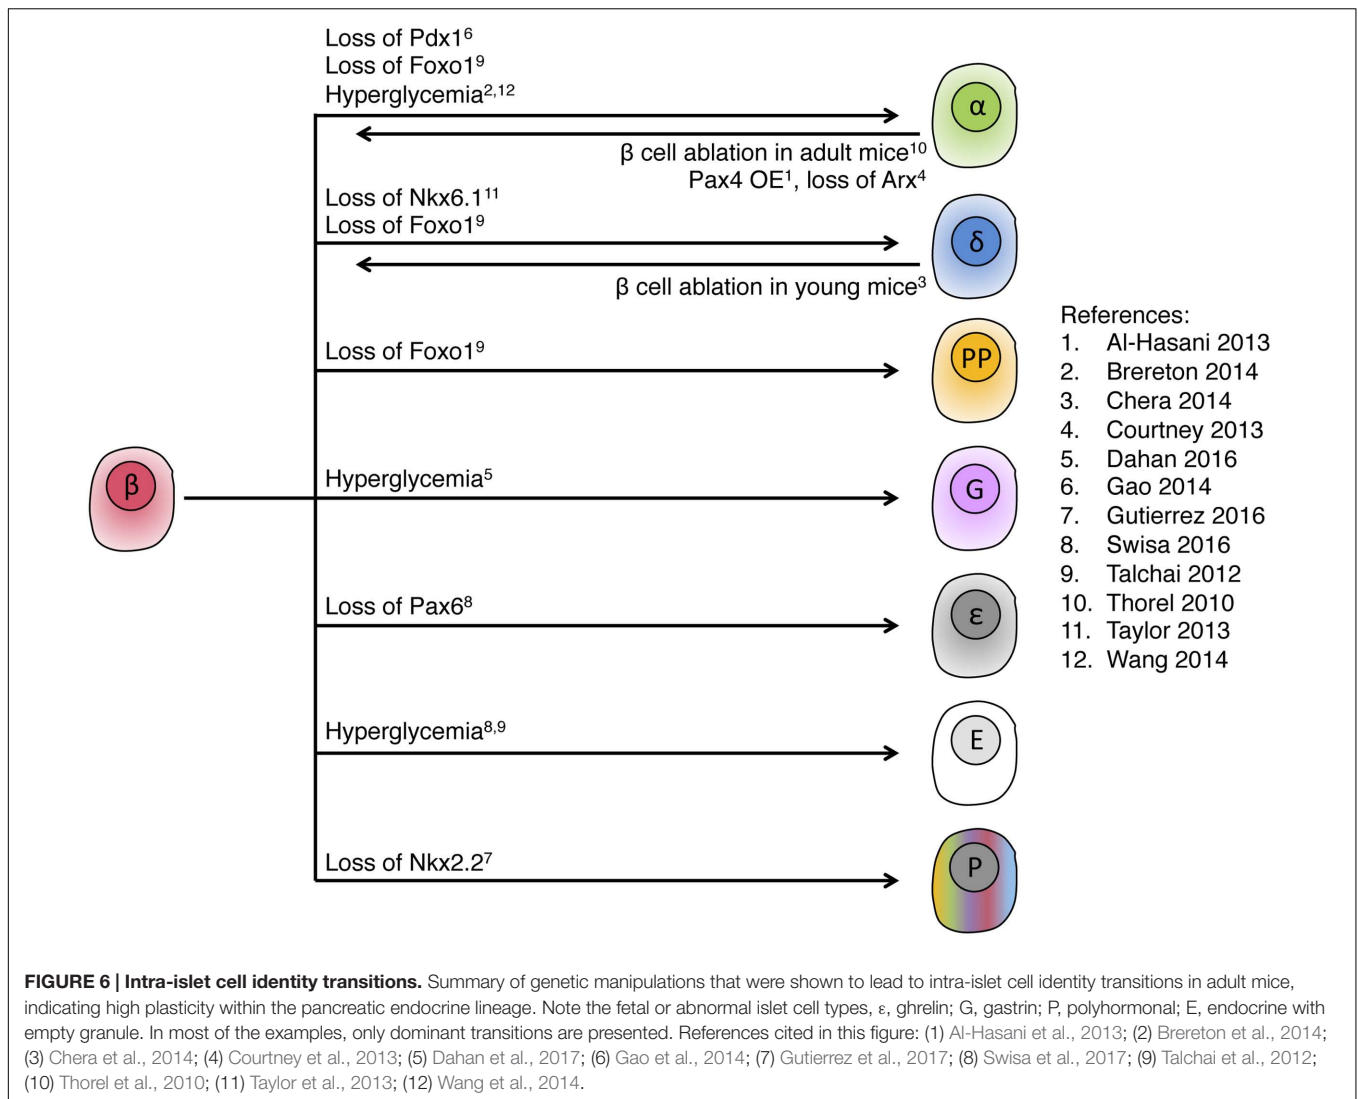 Loss of Pdx1⁶
Loss of Foxo1⁹
Hyperglycemia²,¹²
α
β cell ablation in adult mice¹⁰
Pax4 OE¹, loss of Arx⁴
Loss of Nkx6.1¹¹
Loss of Foxo1⁹
δ
β cell ablation in young mice³
Loss of Foxo1⁹
PP
β
Hyperglycemia⁵
G
Loss of Pax6⁸
ε
Hyperglycemia⁸,⁹
E
Loss of Nkx2.2⁷
P
References:
1. Al-Hasani 2013
2. Brereton 2014
3. Chera 2014
4. Courtney 2013
5. Dahan 2016
6. Gao 2014
7. Gutierrez 2016
8. Swisa 2016
9. Talchai 2012
10. Thorel 2010
11. Taylor 2013
12. Wang 2014
FIGURE 6 | Intra-islet cell identity transitions. Summary of genetic manipulations that were shown to lead to intra-islet cell identity transitions in adult mice,
indicating high plasticity within the pancreatic endocrine lineage. Note the fetal or abnormal islet cell types, ε, ghrelin; G, gastrin; P, polyhormonal; E, endocrine with
empty granule. In most of the examples, only dominant transitions are presented. References cited in this figure: (1) Al-Hasani et al., 2013; (2) Brereton et al., 2014;
(3) Chera et al., 2014; (4) Courtney et al., 2013; (5) Dahan et al., 2017; (6) Gao et al., 2014; (7) Gutierrez et al., 2017; (8) Swisa et al., 2017; (9) Talchai et al., 2012;
(10) Thorel et al., 2010; (11) Taylor et al., 2013; (12) Wang et al., 2014.